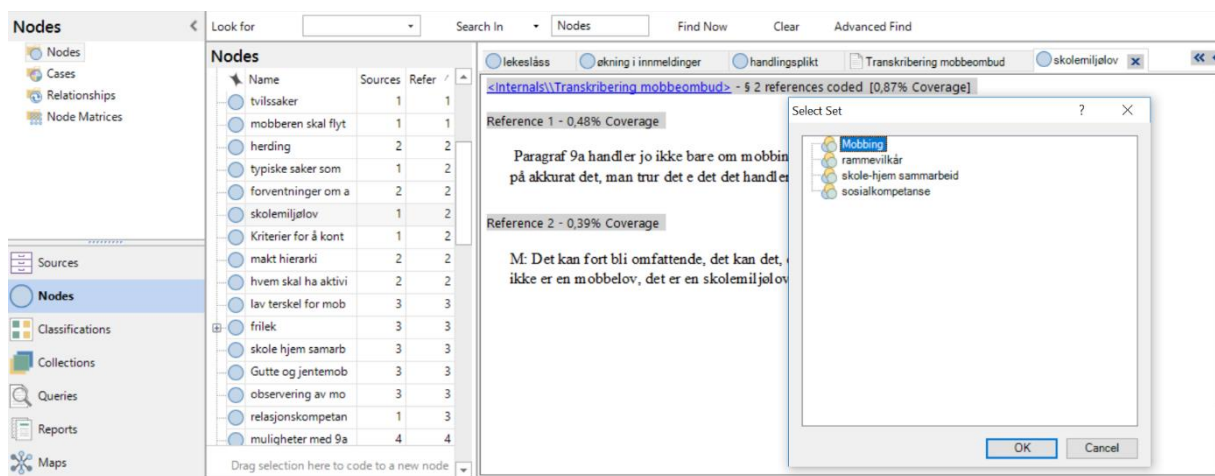 Nodes
Nodes
Cases
Relationships
Node Matrices
Sources
Nodes
Classifications
Collections
Queries
Reports
Maps
Look for
Search In
Nodes
Find Now
Clear
Advanced Find
Nodes
Name Sources Refer
tvilssaker 1 1
mobberen skal flyt 1 1
herding 2 2
typiske saker som 1 2
forventninger om a 2 2
skolemiljølov 1 2
Kriterier for å kont 1 2
makt hierarki 2 2
hvem skal ha aktivi 2 2
lav terskel for mob 3 3
frilek 3 3
skole hjem samarb 3 3
Gutte og jentemob 3 3
observering av mo 3 3
relasjonskompetan 1 3
muligheter med 9a 4 4
Drag selection here to code to a new node
lekeslåss
økning i innmeldinger
handlingsplikt
Transkribering mobbeombud
skolemiljølov
<Internals\\Transkribering mobbeombud> - § 2 references coded [0,87% Coverage]
Reference 1 - 0,48% Coverage
Paragraf 9a handler jo ikke bare om mobbin
på akkurat det, man trur det e det det handler
Reference 2 - 0,39% Coverage
M: Det kan fort bli omfattende, det kan det,
ikke er en mobbelov, det er en skolemiljølov
Select Set
Mobbing
rammevilkår
skole-hjem sammarbeid
sosialkompetanse
OK
Cancel